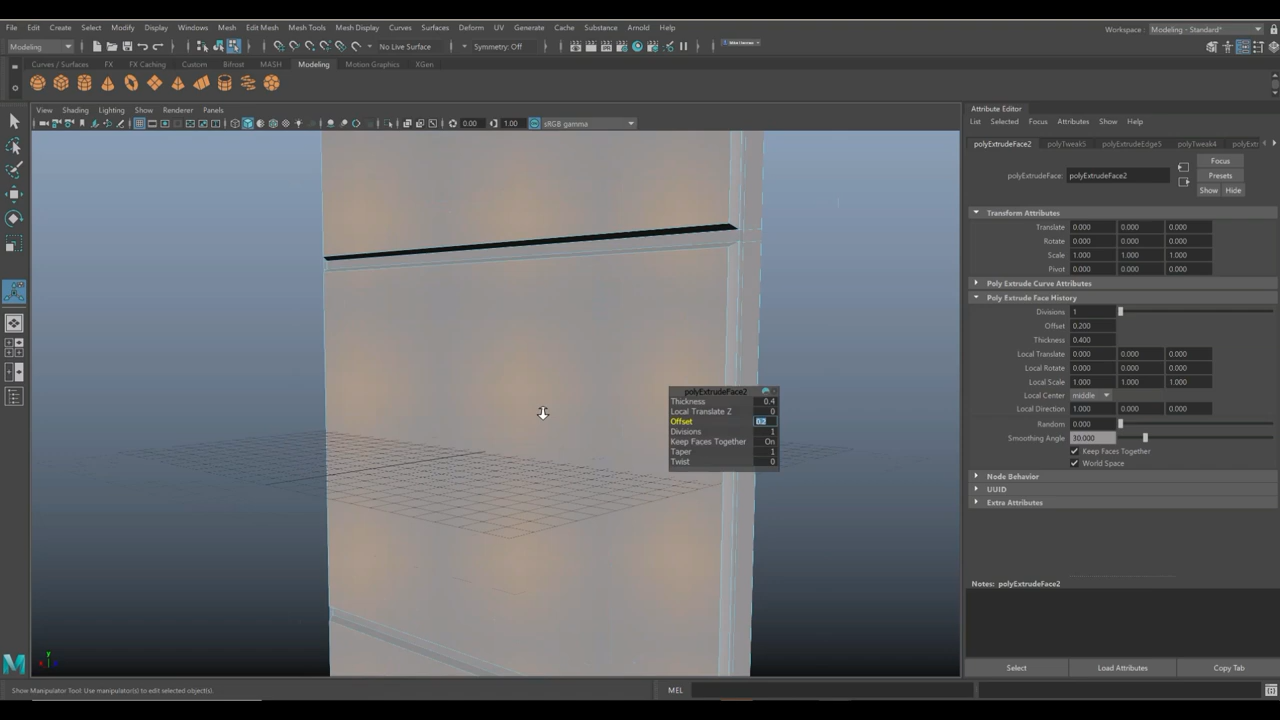 File Edit Create Select Modify Display Windows Mesh Edit Mesh Mesh Tools Mesh Display Curves Surfaces Deform UV Generate Cache Substance Arnold Help
Workspace : Modeling - Standard*
Modeling No Live Surface Symmetry: Off
Curves / Surfaces FX FX Caching Custom Bifrost MASH Modeling Motion Graphics XGen
View Shading Lighting Show Renderer Panels
0.00 1.00 sRGB gamma
Attribute Editor
List Selected Focus Attributes Show Help
polyExtrudeFace2 polyTweak5 polyExtrudeEdge5 polyTweak4 polyExtr
polyExtrudeFace: polyExtrudeFace2
Focus
Presets
Show Hide
Transform Attributes
Translate 0.000 0.000 0.000
Rotate 0.000 0.000 0.000
Scale 1.000 1.000 1.000
Pivot 0.000 0.000 0.000
Poly Extrude Curve Attributes
Poly Extrude Face History
Divisions 1
Offset 0.200
Thickness 0.400
Local Translate 0.000 0.000 0.000
Local Rotate 0.000 0.000 0.000
Local Scale 1.000 1.000 1.000
Local Center middle
Local Direction 1.000 0.000 0.000
Random 0.000
Smoothing Angle 30.000
Keep Faces Together
World Space
Node Behavior
UUID
Extra Attributes
polyExtrudeFace2
Thickness 0.4
Local Translate Z 0
Offset 0.2
Divisions 1
Keep Faces Together On
Taper 1
Twist 0
Notes: polyExtrudeFace2
Select Load Attributes Copy Tab
Show Manipulator Tool: Use manipulator(s) to edit selected object(s).
MEL